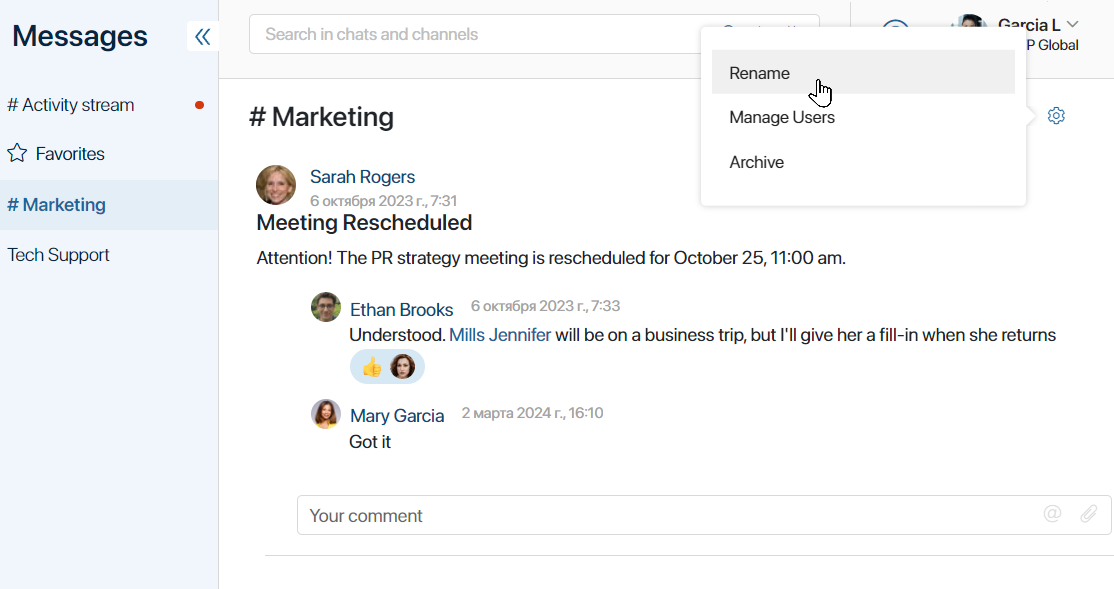 Messages
Search in chats and channels
Garcia L
P Global
# Activity stream
Favorites
# Marketing
Tech Support
Rename
Manage Users
Archive
# Marketing
Sarah Rogers
6 октября 2023 г., 7:31
Meeting Rescheduled
Attention! The PR strategy meeting is rescheduled for October 25, 11:00 am.
Ethan Brooks 6 октября 2023 г., 7:33
Understood. Mills Jennifer will be on a business trip, but I'll give her a fill-in when she returns
Mary Garcia 2 марта 2024 г., 16:10
Got it
Your comment